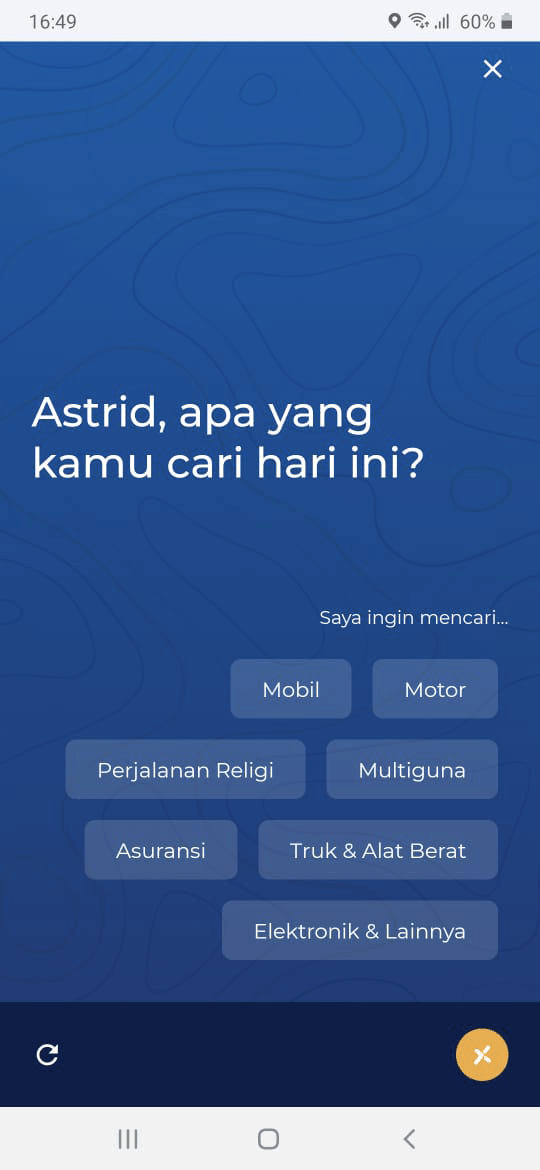 16:49
60%
Astrid, apa yang
kamu cari hari ini?
Saya ingin mencari...
Mobil
Motor
Perjalanan Religi
Multiguna
Asuransi
Truk & Alat Berat
Elektronik & Lainnya